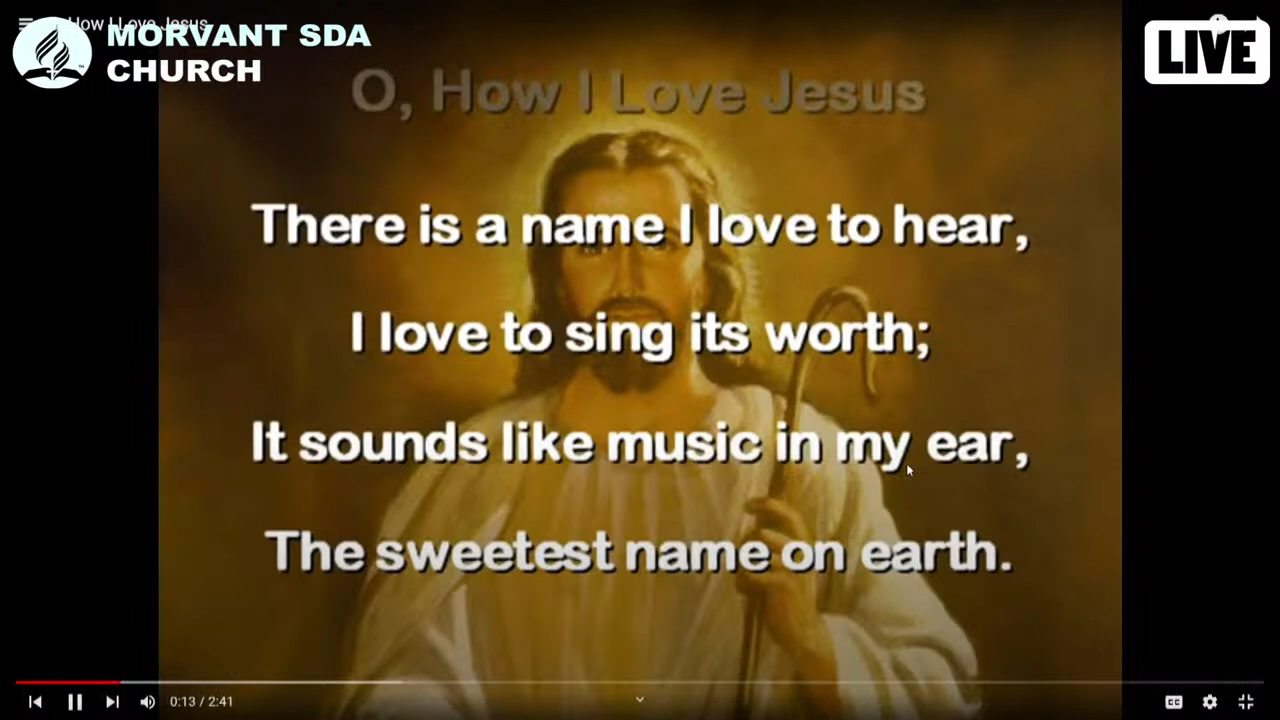 How I Love Jesus
MORVANT SDA
CHURCH
LIVE
O, How I Love Jesus
There is a name I love to hear,
I love to sing its worth;
It sounds like music in my ear,
The sweetest name on earth.
0:13 / 2:41
CC